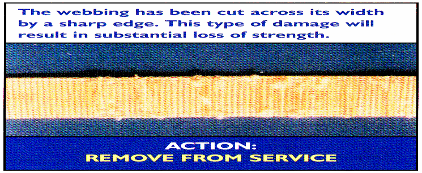 The webbing has been cut across its width
by a sharp edge. This type of damage will
result in substantial loss of strength.
ACTION:
REMOVE FROM SERVICE